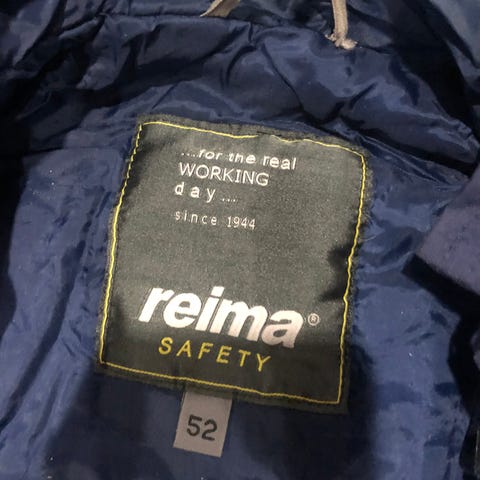 ...for the real
WORKING
day...
since 1944
reima®
SAFETY
52